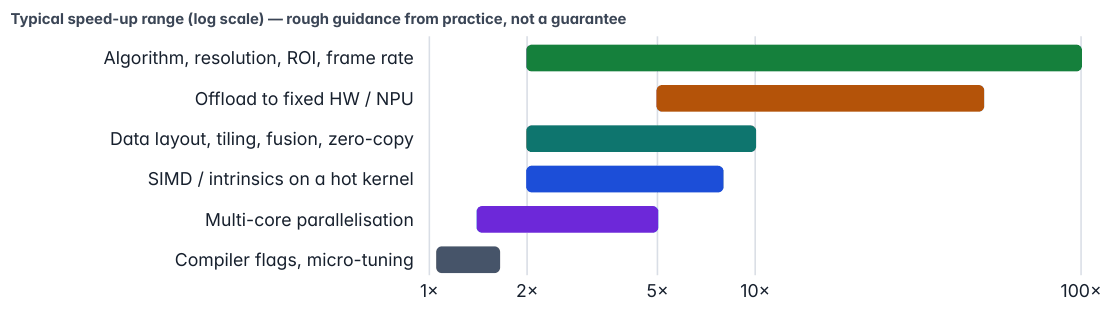 Typical speed-up range (log scale) — rough guidance from practice, not a guarantee
Algorithm, resolution, ROI, frame rate
Offload to fixed HW / NPU
Data layout, tiling, fusion, zero-copy
SIMD / intrinsics on a hot kernel
Multi-core parallelisation
Compiler flags, micro-tuning
1× 2× 5× 10× 100×